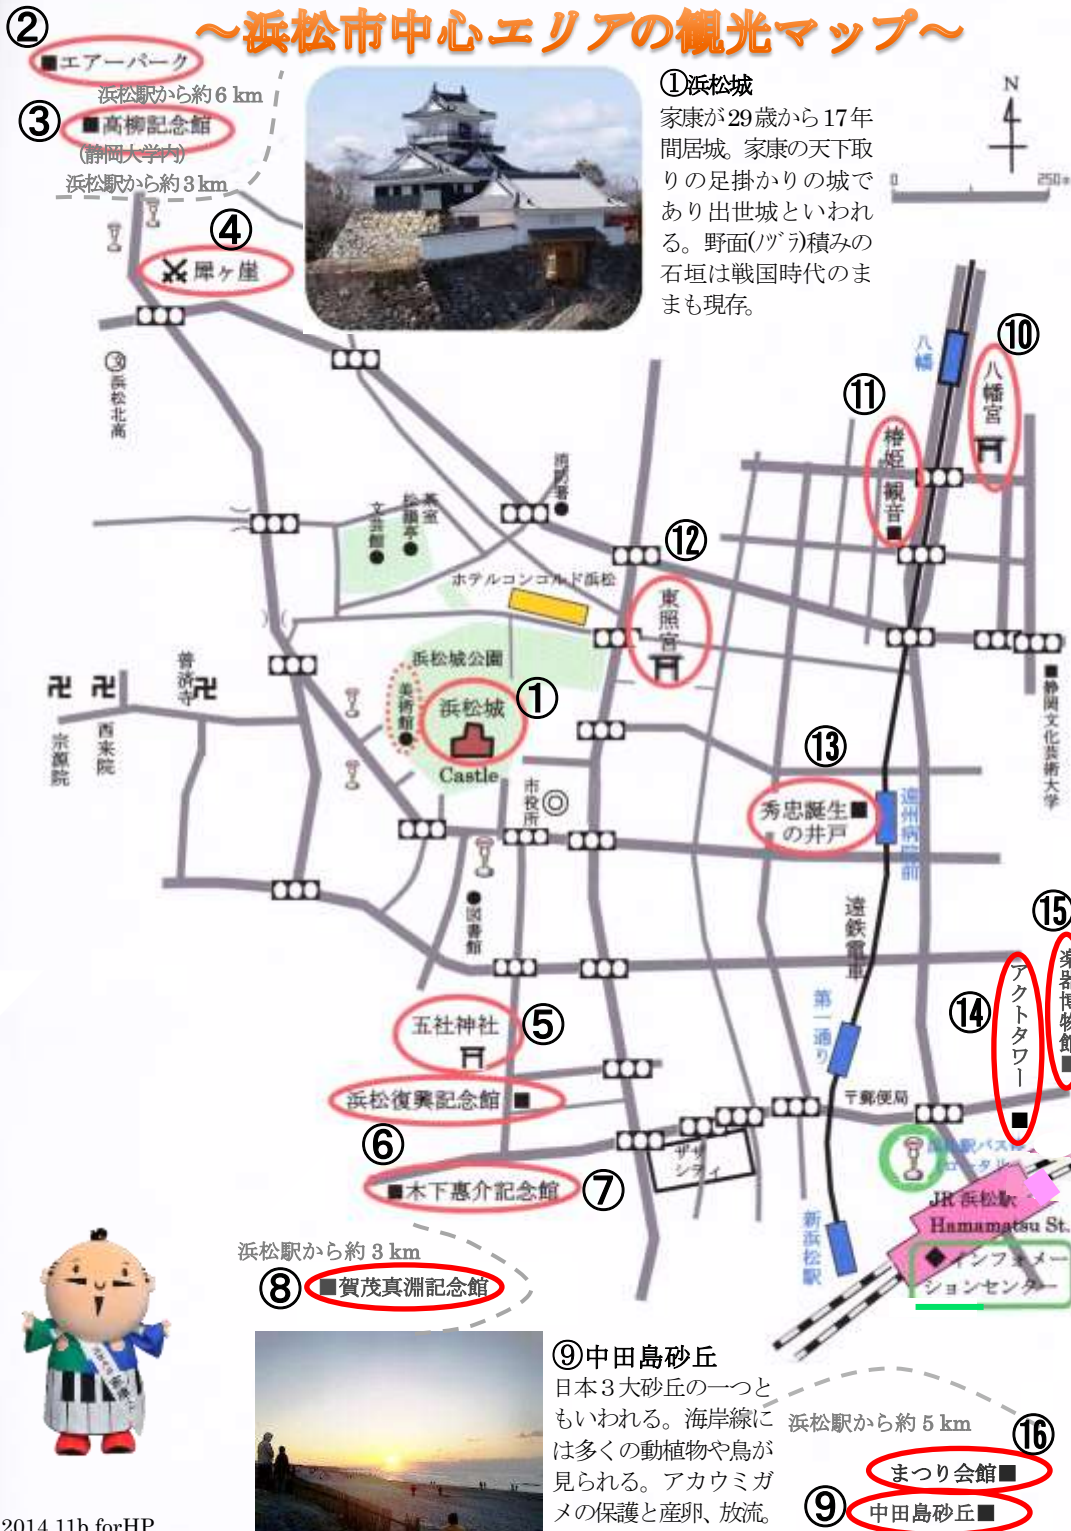 ~浜松市中心エリアの観光マップ~
②
■エアーパーク
浜松駅から約6 km
③
■高柳記念館
(静岡大学内)
浜松駅から約3km
④
犀ヶ崖
①浜松城
家康が29歳から17年
間居城。家康の天下取
りの足掛かりの城で
あり出世城といわれ
る。野面(ﾉﾂﾞﾗ)積みの
石垣は戦国時代のま
まも現存。
N
0
250m
浜松北高
八幡
⑩
八幡宮
⑪
椿姫観音■
消防署●
茶室
松韻亭●
文芸館●
⑫
東照宮
ホテルコンコルド浜松
浜松城公園
美術館●
①
浜松城
Castle
普済寺
西来院
宗源院
市役所
■静岡文化芸術大学
⑬
秀忠誕生■
の井戸
遠州病院前
●図書館
遠鉄電車
⑮
楽器博物館■
⑭
アクトタワー■
第一通り
五社神社
⑤
浜松復興記念館 ■
⑥
■木下惠介記念館
⑦
〒郵便局
ザザ
シティ
浜松駅バス
JR 浜松駅
Hamamatsu St.
◆インフォメー
ションセンター
新浜松駅
浜松駅から約3 km
⑧
■賀茂真淵記念館
⑨中田島砂丘
日本3大砂丘の一つと
もいわれる。海岸線に
は多くの動植物や鳥が
見られる。アカウミガ
メの保護と産卵、放流。
浜松駅から約5 km
⑯
まつり会館■
⑨
中田島砂丘■
2014.11b forHP